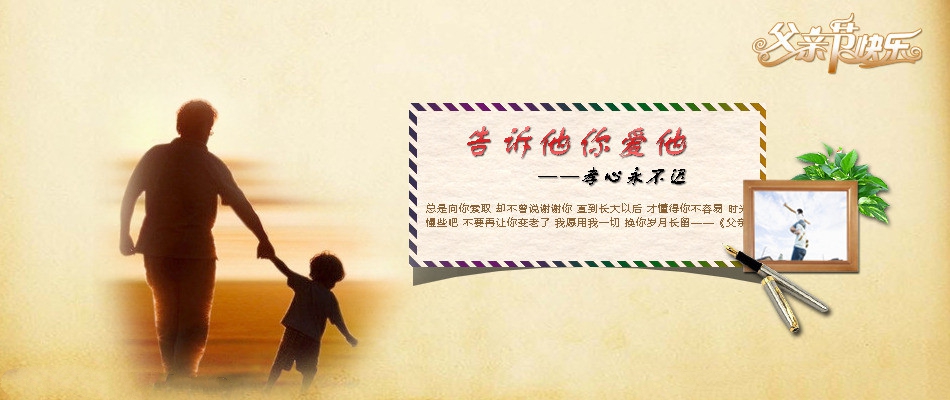 父亲节快乐
告诉他你爱他
——孝心永不迟
总是向你索取 却不曾说谢谢你 直到长大以后 才懂得你不容易 时光
懂些吧 不要再让你变老了 我愿用我一切 换你岁月长留——《父亲